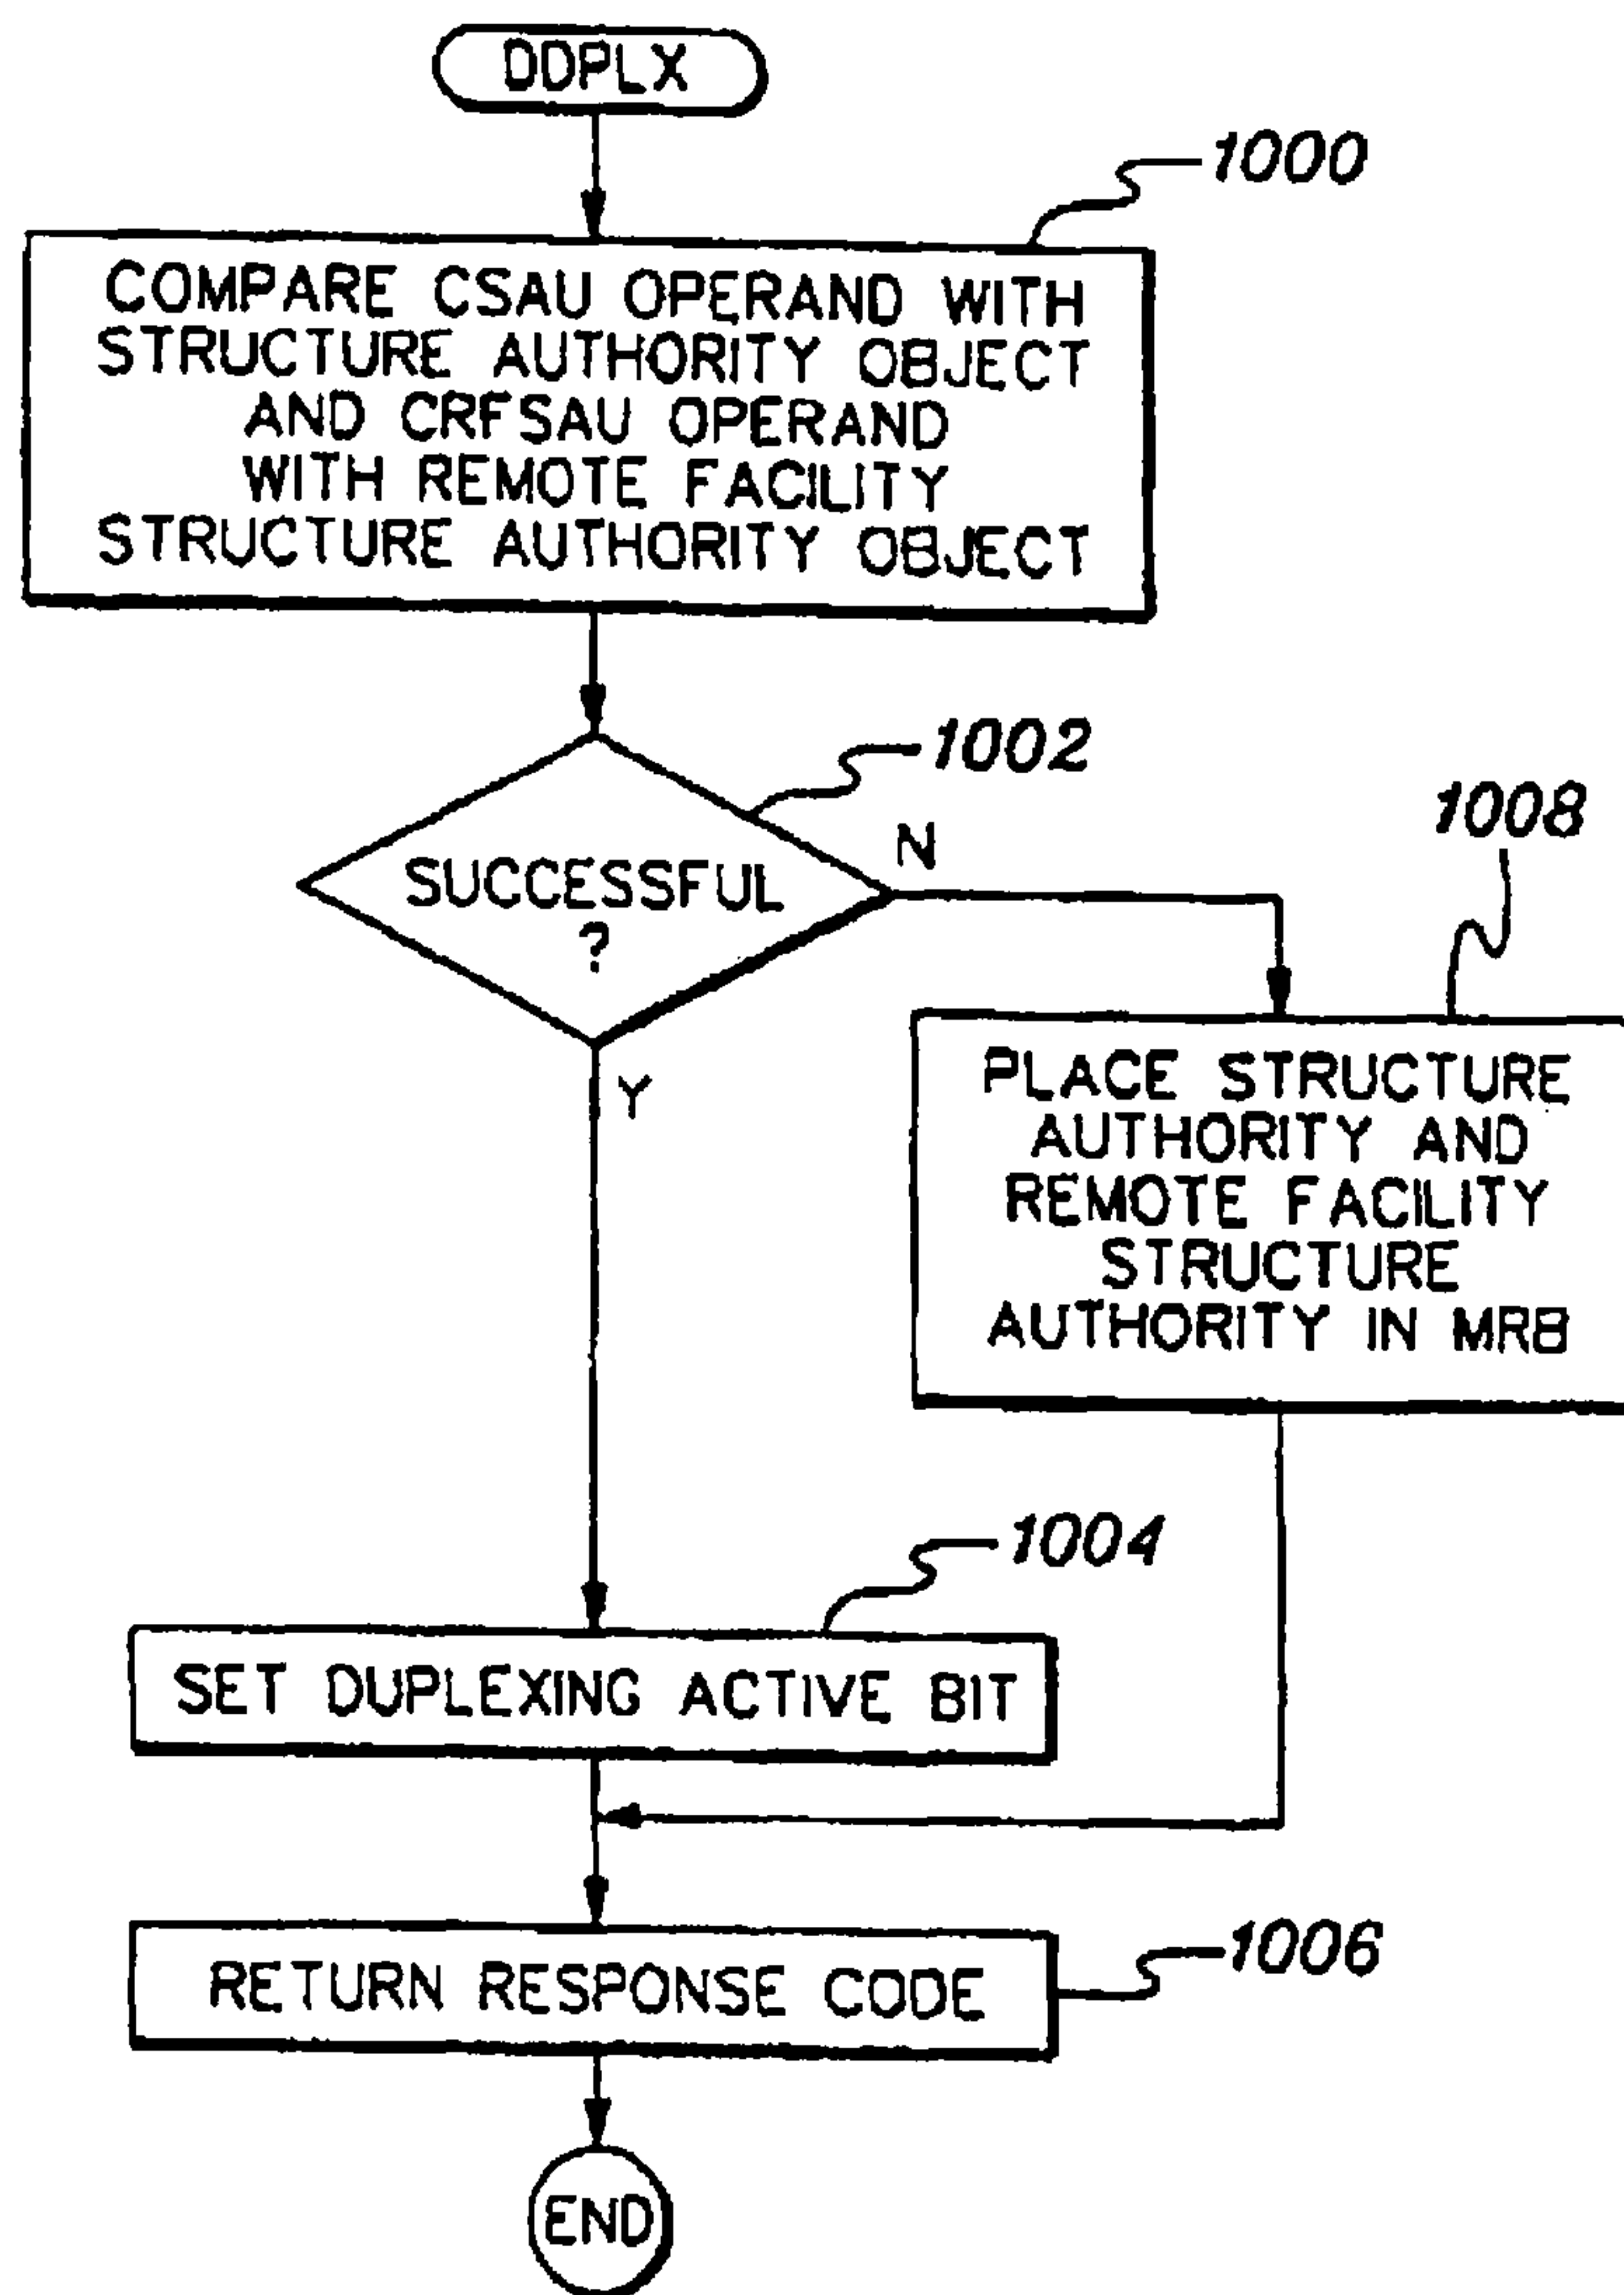 DDPLX
1000
COMPARE CSAU OPERAND WITH
STRUCTURE AUTHORITY OBJECT
AND CRFSAU OPERAND
WITH REMOTE FACILITY
STRUCTURE AUTHORITY OBJECT
1002
SUCCESSFUL
?
N
Y
1008
PLACE STRUCTURE
AUTHORITY AND
REMOTE FACILITY
STRUCTURE
AUTHORITY IN MRB
1004
SET DUPLEXING ACTIVE BIT
RETURN RESPONSE CODE
1006
END